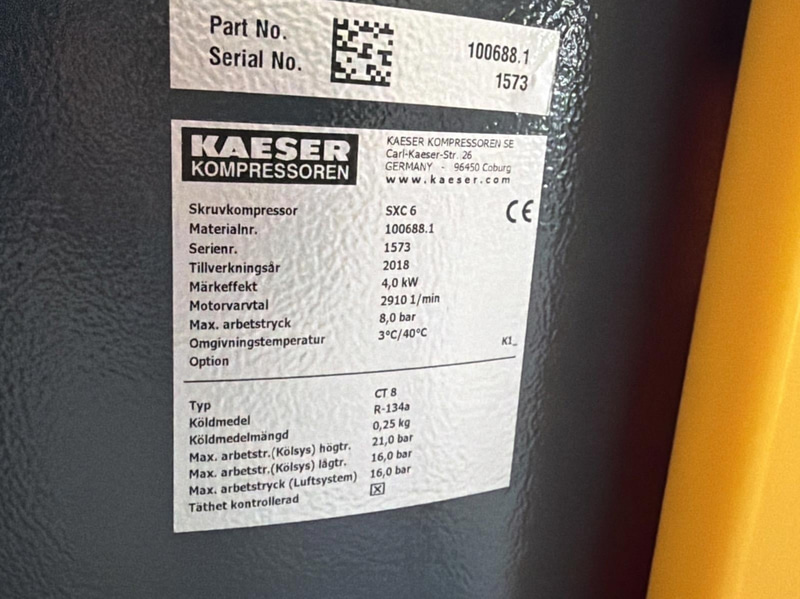 Part No. 100688.1
Serial No. 1573
KAESER
KOMPRESSOREN
KAESER KOMPRESSOREN SE
Carl-Kaeser-Str. 26
GERMANY - 96450 Coburg
www.kaeser.com
CE
Skruvkompressor SXC 6
Materialnr. 100688.1
Serienr. 1573
Tillverkningsår 2018
Märkeffekt 4,0 kW
Motorvarvtal 2910 1/min
Max. arbetstryck 8,0 bar
Omgivningstemperatur 3°C/40°C
Option K1_
Typ CT 8
Köldmedel R-134a
Köldmedelmängd 0,25 kg
Max. arbetstr.(Kölsys) högtr. 21,0 bar
Max. arbetstr.(Kölsys) lågtr. 16,0 bar
Max. arbetstryck (Luftsystem) 16,0 bar
Täthet kontrollerad ☒